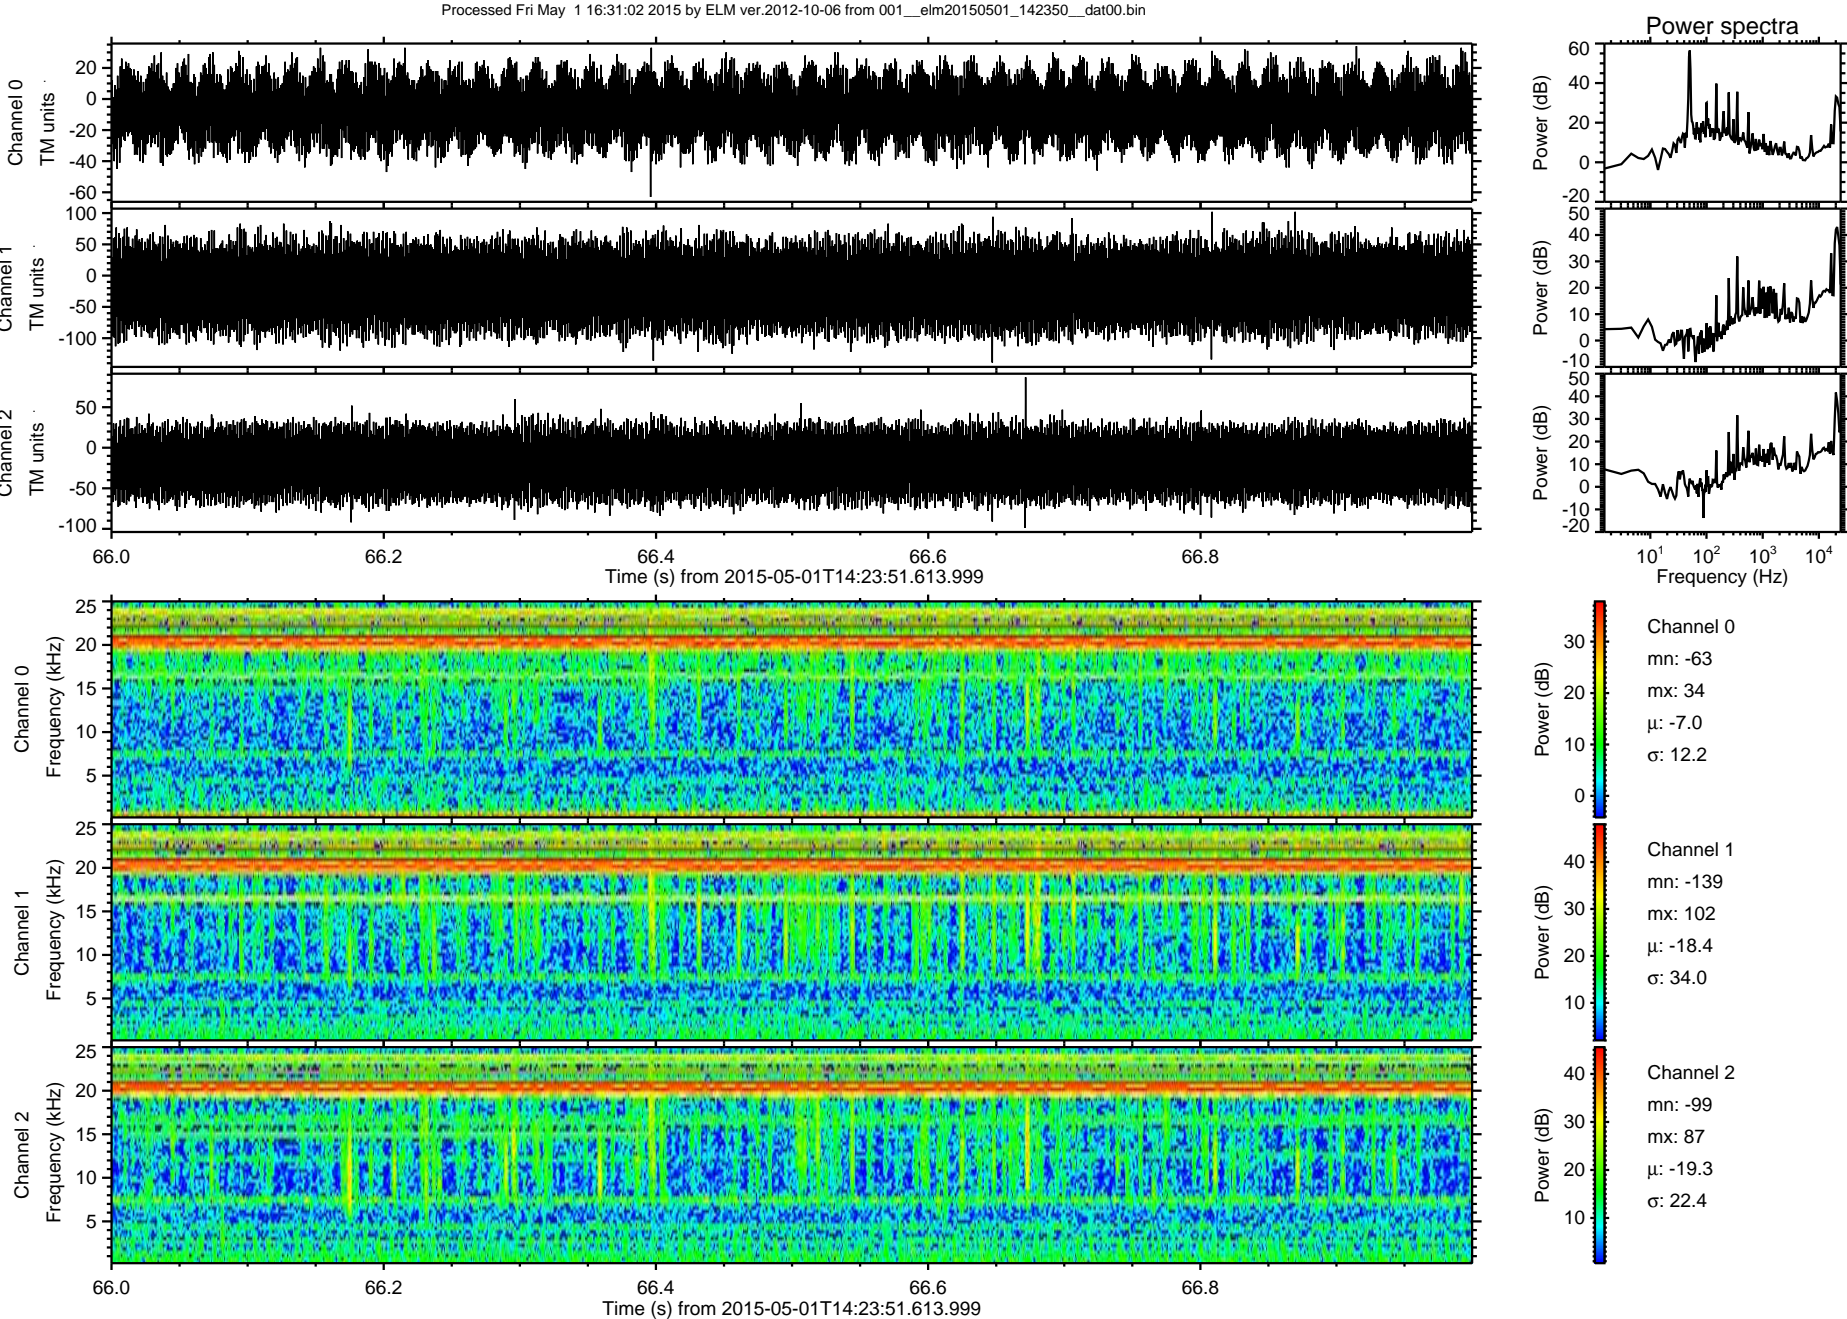 Processed Fri May  1 16:31:02 2015 by ELM ver.2012-10-06 from 001__elm20150501_142350__dat00.bin
Power spectra
Channel 0
TM units
20
0
-20
-40
-60
Power (dB)
60
40
20
0
-20
Channel 1
TM units
100
50
0
-50
-100
Power (dB)
50
40
30
20
10
0
-10
Channel 2
TM units
50
0
-50
-100
Power (dB)
50
40
30
20
10
0
-10
-20
66.0 66.2 66.4 66.6 66.8
Time (s) from 2015-05-01T14:23:51.613.999
10¹ 10² 10³ 10⁴
Frequency (Hz)
Channel 0
Frequency (kHz)
25
20
15
10
5
Power (dB)
30
20
10
0
Channel 0
mn: -63
mx: 34
μ: -7.0
σ: 12.2
Channel 1
Frequency (kHz)
25
20
15
10
5
Power (dB)
40
30
20
10
Channel 1
mn: -139
mx: 102
μ: -18.4
σ: 34.0
Channel 2
Frequency (kHz)
25
20
15
10
5
Power (dB)
40
30
20
10
Channel 2
mn: -99
mx: 87
μ: -19.3
σ: 22.4
66.0 66.2 66.4 66.6 66.8
Time (s) from 2015-05-01T14:23:51.613.999